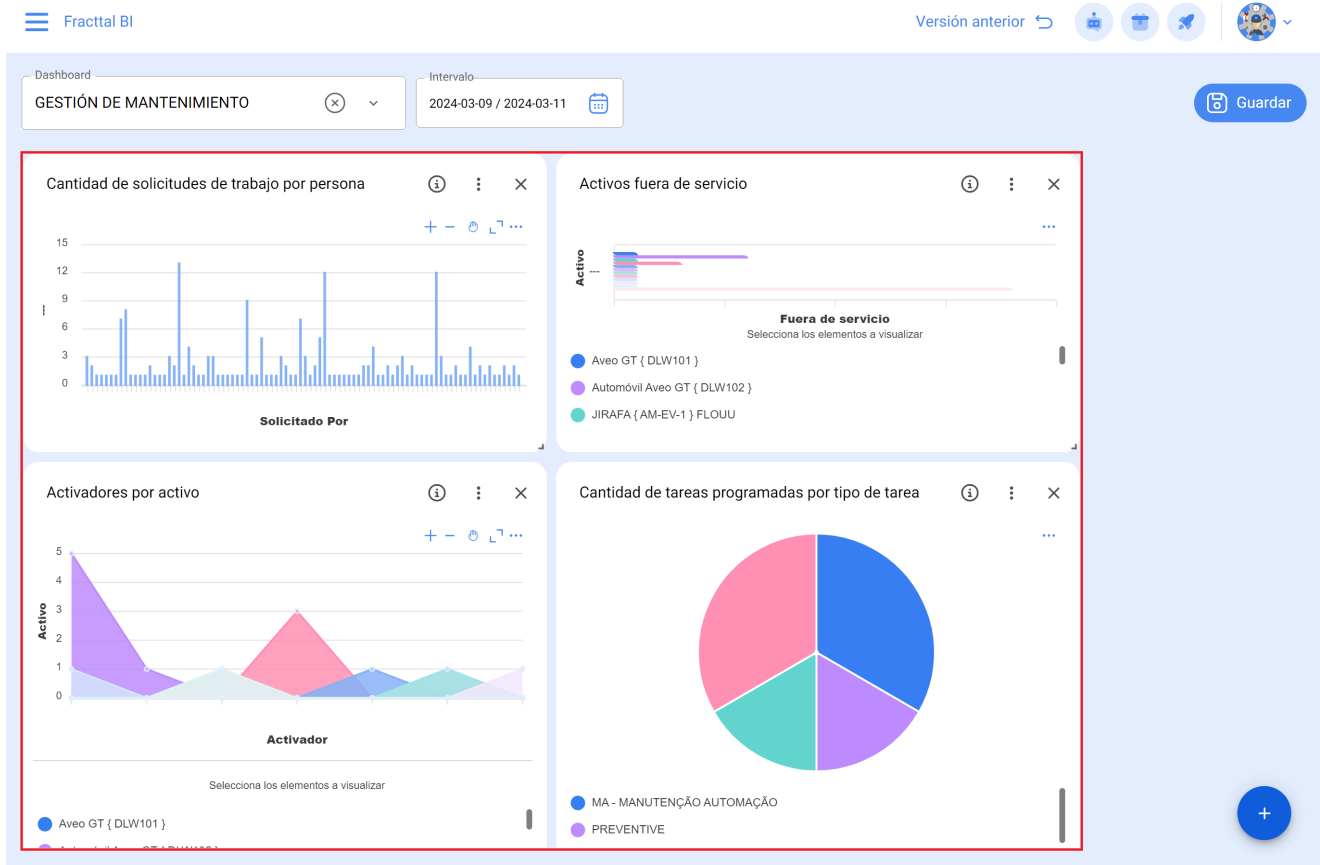 Fracttal BI
Versión anterior
Dashboard
GESTIÓN DE MANTENIMIENTO
Intervalo
2024-03-09 / 2024-03-11
Guardar
Cantidad de solicitudes de trabajo por persona
15
12
9
6
3
0
Solicitado Por
Activos fuera de servicio
Activo
---
Fuera de servicio
Selecciona los elementos a visualizar
Aveo GT { DLW101 }
Automóvil Aveo GT { DLW102 }
JIRAFA { AM-EV-1 } FLOUU
Activadores por activo
5
4
3
2
1
0
Activo
Activador
Selecciona los elementos a visualizar
Aveo GT { DLW101 }
Cantidad de tareas programadas por tipo de tarea
MA - MANUTENÇÃO AUTOMAÇÃO
PREVENTIVE